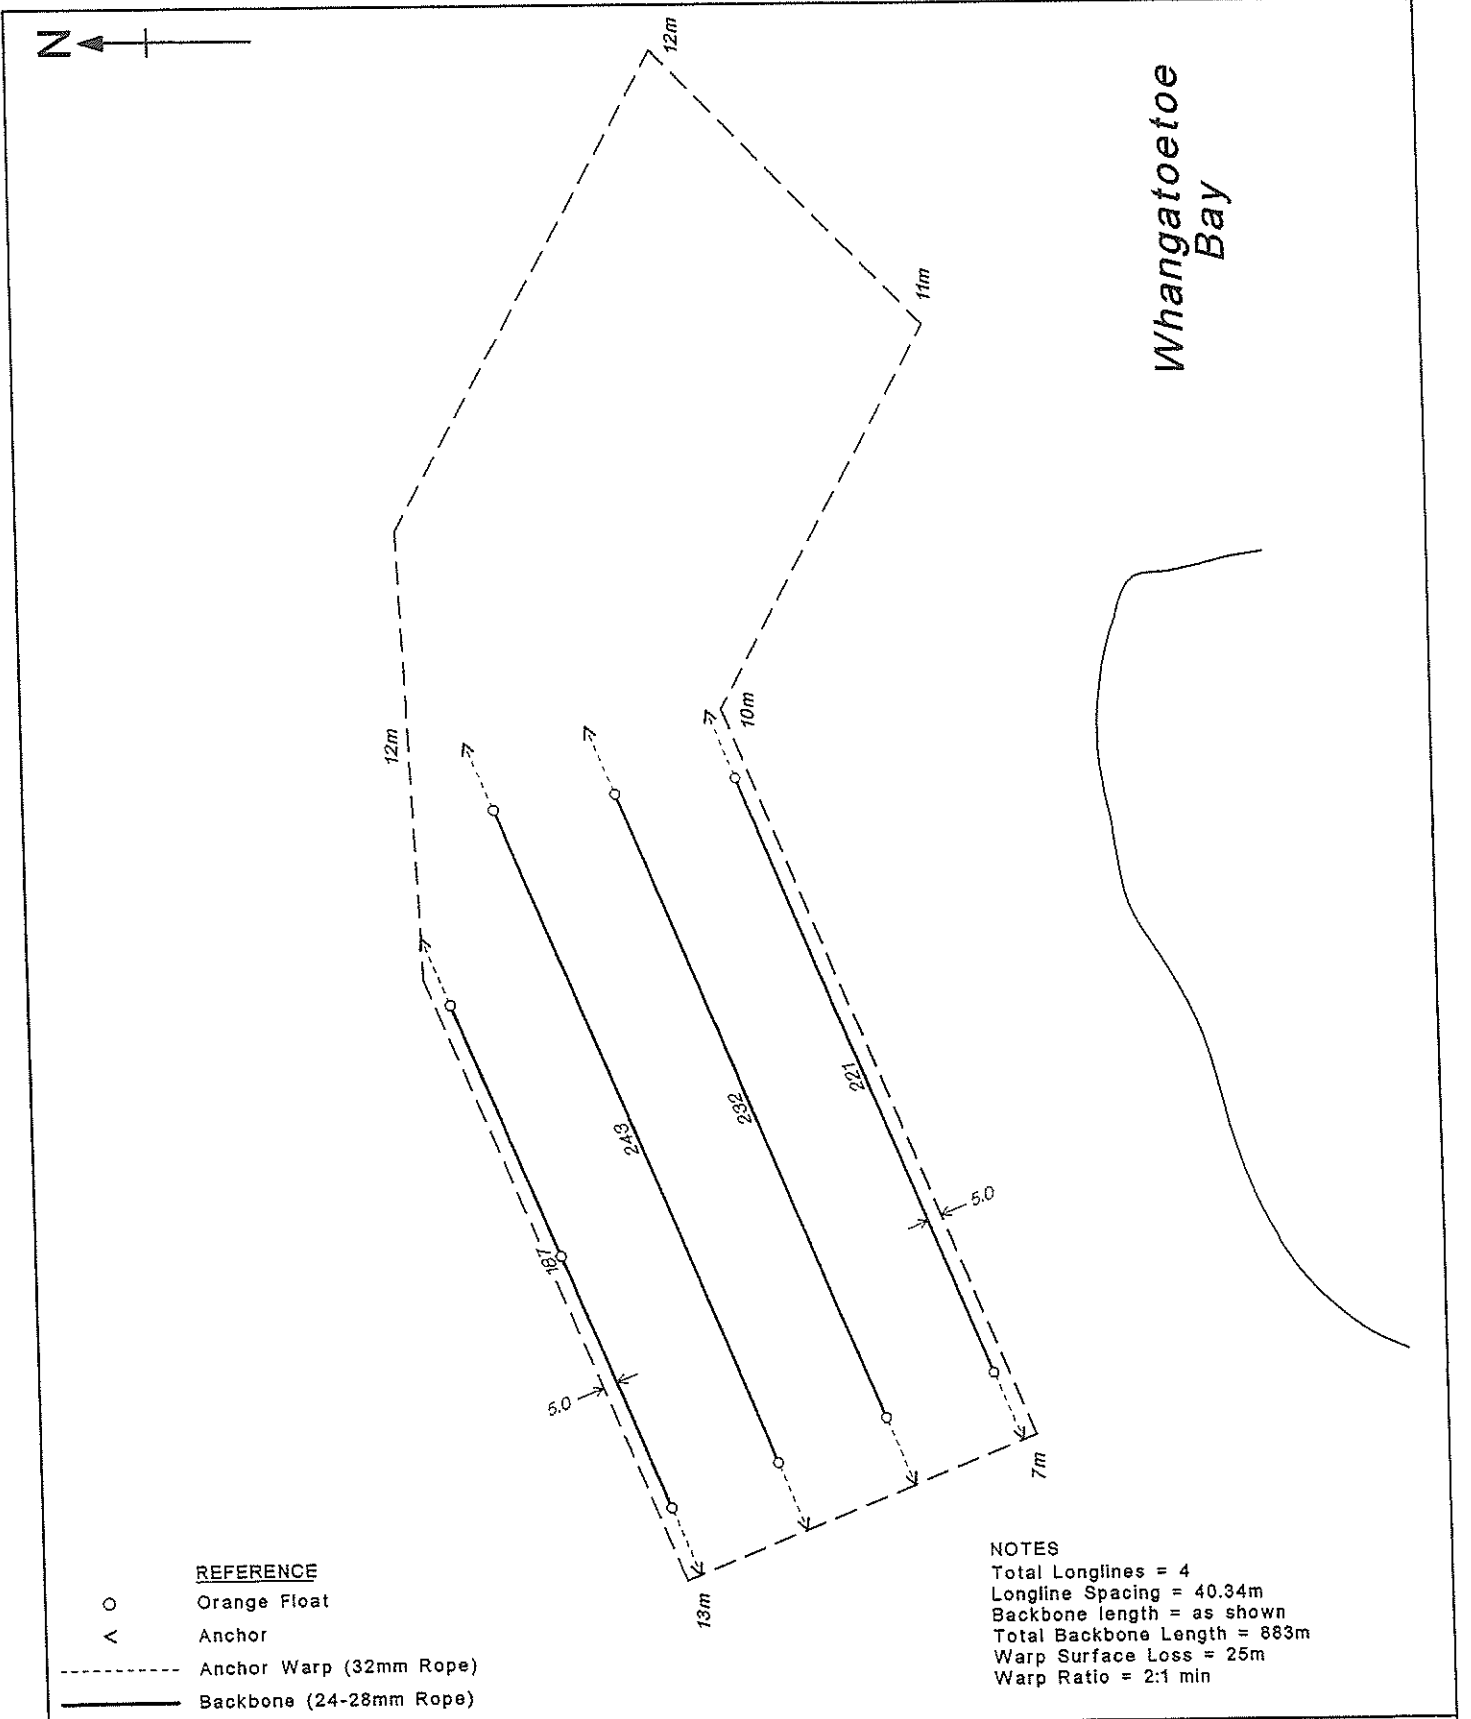 N
12m
Whangatoetoe
Bay
11m
12m
10m
187
243
232
221
5.0
5.0
13m
7m
REFERENCE
Orange Float
Anchor
Anchor Warp (32mm Rope)
Backbone (24-28mm Rope)
NOTES
Total Longlines = 4
Longline Spacing = 40.34m
Backbone length = as shown
Total Backbone Length = 883m
Warp Surface Loss = 25m
Warp Ratio = 2:1 min